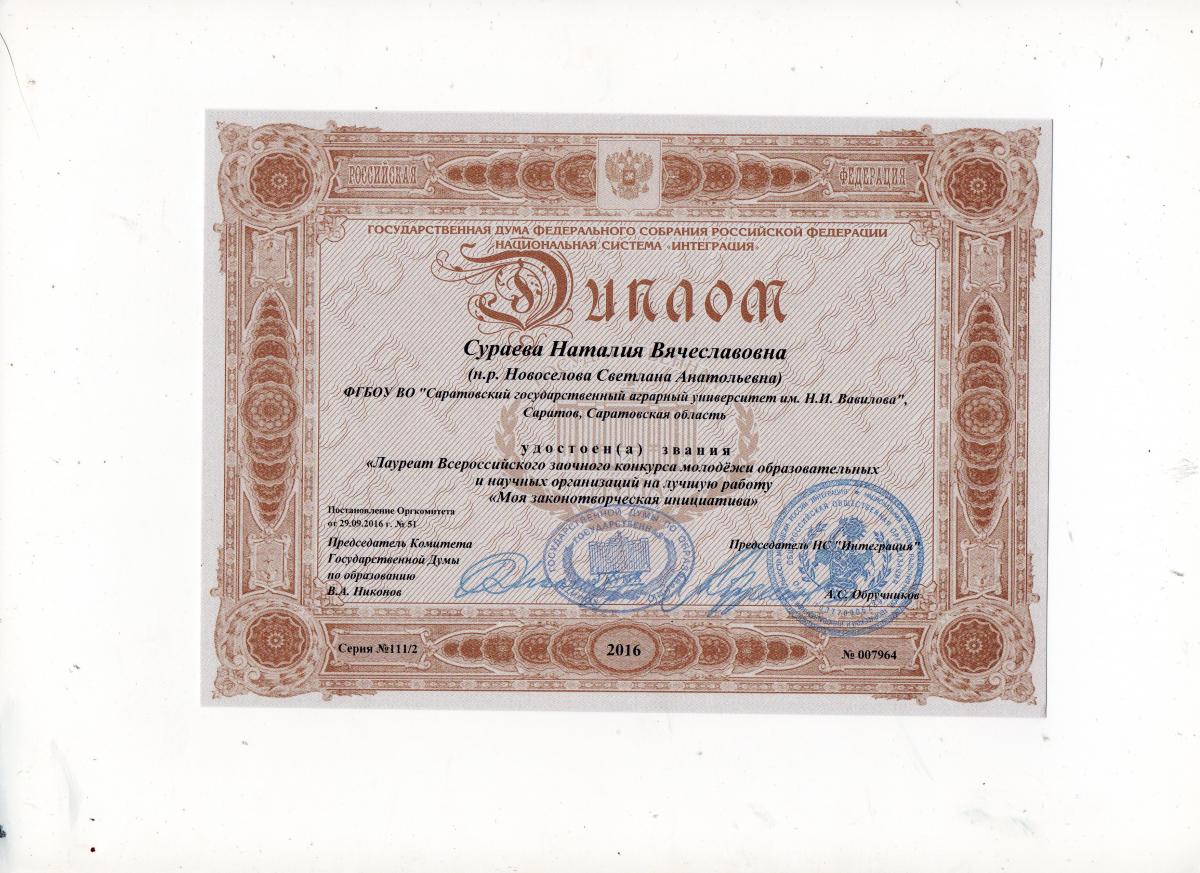 РОССИЙСКАЯ ФЕДЕРАЦИЯ
ГОСУДАРСТВЕННАЯ ДУМА ФЕДЕРАЛЬНОГО СОБРАНИЯ РОССИЙСКОЙ ФЕДЕРАЦИИ
НАЦИОНАЛЬНАЯ СИСТЕМА «ИНТЕГРАЦИЯ»
Диплом
Сураева Наталия Вячеславовна
(н.р. Новоселова Светлана Анатольевна)
ФГБОУ ВО "Саратовский государственный аграрный университет им. Н.И. Вавилова",
Саратов, Саратовская область
удостоен(а) звания
«Лауреат Всероссийского заочного конкурса молодёжи образовательных
и научных организаций на лучшую работу
«Моя законотворческая инициатива»
Постановление Оргкомитета
от 29.09.2016 г. № 51
Председатель Комитета
Государственной Думы
по образованию
В.А. Никонов
Председатель НС "Интеграция"
А.С. Обручников
Серия №111/2
2016
№ 007964